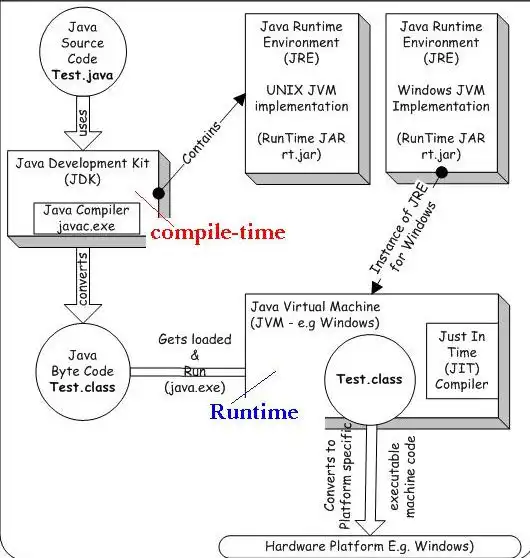 Java
Source
Code
Test.java
uses
Java Development Kit
(JDK)
Java Compiler
javac.exe
compile-time
Contains
Java Runtime
Environment
(JRE)
UNIX JVM
implementation
(RunTime JAR
rt.jar)
Java Runtime
Environment
(JRE)
Windows JVM
Implementation
(RunTime JAR
rt.jar)
Instance of JRE
for Windows
converts
Java
Byte Code
Test.class
Gets loaded
&
Run
(java.exe)
Runtime
Java Virtual Machine
(JVM - e.g Windows)
Test.class
Just In
Time
(JIT)
Compiler
Converts to
Platform specific
executable
machine code
Hardware Platform E.g. Windows)